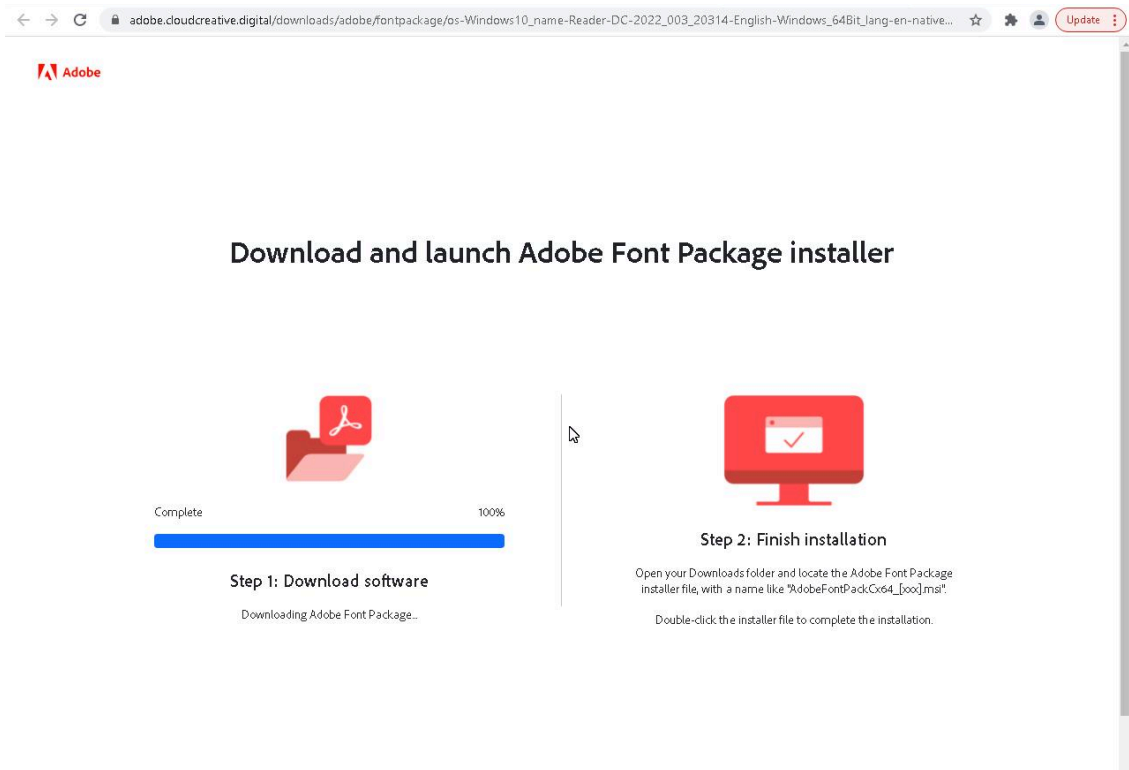 adobe.cloudcreative.digital/downloads/adobe/fontpackage/os-Windows10_name-Reader-DC-2022_003_20314-English-Windows_64Bit_lang-en-native...
Update
Adobe
Download and launch Adobe Font Package installer
Complete 100%
Step 1: Download software
Downloading Adobe Font Package...
Step 2: Finish installation
Open your Downloads folder and locate the Adobe Font Package
installer file, with a name like "AdobeFontPack.Cx64_[xxx].msi".
Double-click the installer file to complete the installation.